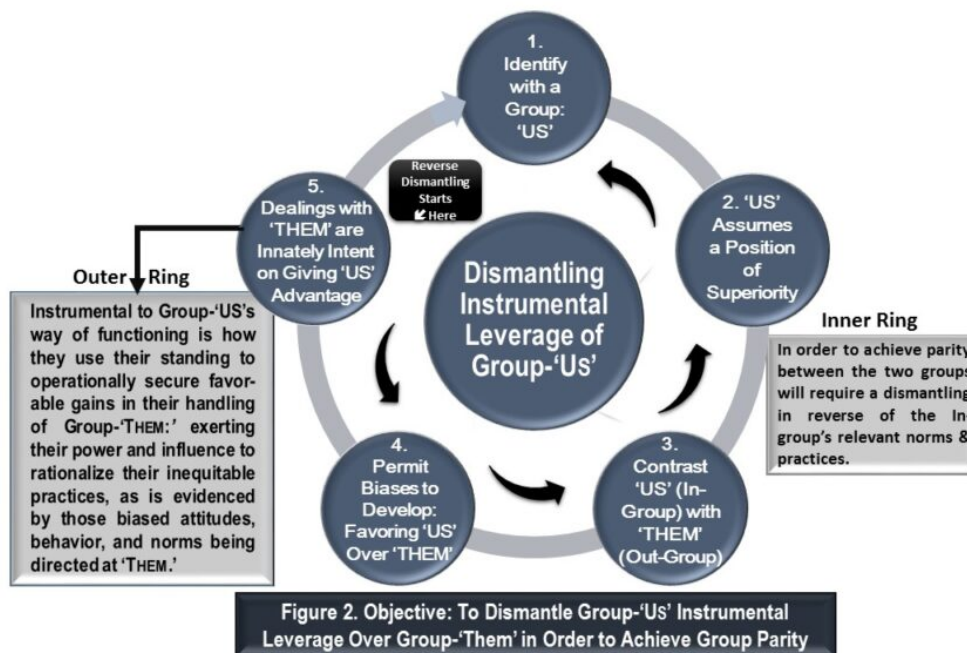 1.
Identify
with a
Group:
'US'
Reverse
Dismantling
Starts
↙ Here
2. 'US'
Assumes
a Position
of
Superiority
5.
Dealings with
'THEM' are
Innately Intent
on Giving 'US'
Advantage
Dismantling
Instrumental
Leverage of
Group-'US'
Outer Ring
Instrumental to Group-'US's
way of functioning is how
they use their standing to
operationally secure favor-
able gains in their handling
of Group-'THEM:' exerting
their power and influence to
rationalize their inequitable
practices, as is evidenced
by those biased attitudes,
behavior, and norms being
directed at 'THEM.'
Inner Ring
In order to achieve parity
between the two groups
will require a dismantling
in reverse of the In-
group's relevant norms &
practices.
4.
Permit
Biases to
Develop:
Favoring 'US'
Over 'THEM'
3.
Contrast
'US' (In-
Group) with
'THEM'
(Out-Group)
Figure 2. Objective: To Dismantle Group-'US' Instrumental
Leverage Over Group-'Them' in Order to Achieve Group Parity